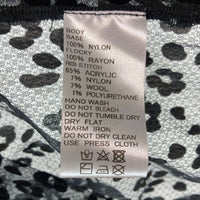 BODY
BASE
100% NYLON
FLOCKY
100% RAYON
RIB STITCH
85% ACRYLIC
7% NYLON
7% WOOL
1% POLYURETHANE
HAND WASH
DO NOT BLEACH
DO NOT TUMBLE DRY
DRY FLAT
WARM IRON
DO NOT DRY CLEAN
USE PRESS CLOTH